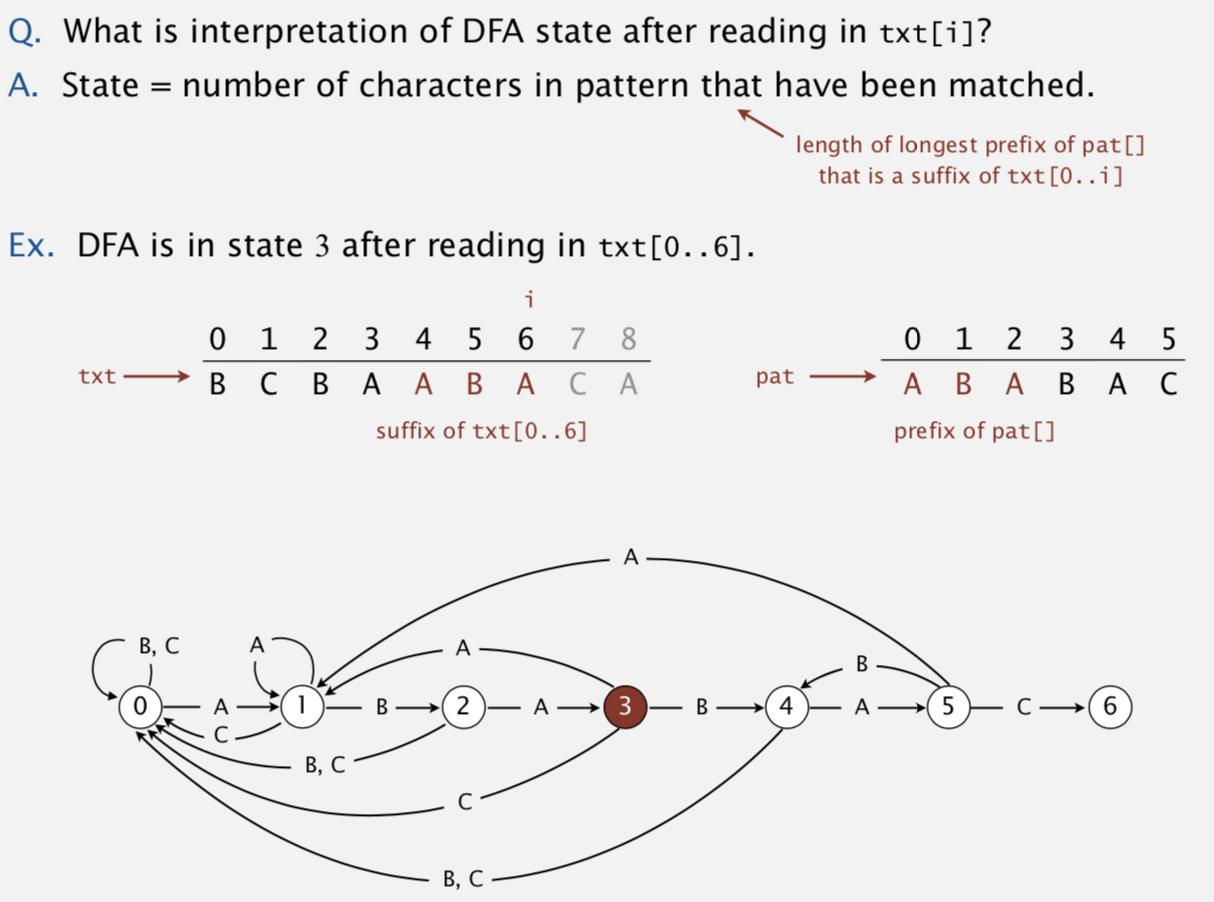 Q. What is interpretation of DFA state after reading in txt[i]?
A. State = number of characters in pattern that have been matched.
length of longest prefix of pat[]
that is a suffix of txt[0..i]
Ex. DFA is in state 3 after reading in txt[0..6].
i
0 1 2 3 4 5 6 7 8
txt B C B A A B A C A
suffix of txt[0..6]
0 1 2 3 4 5
pat A B A B A C
prefix of pat[]
A
B, C A A B
0 A 1 B 2 A 3 B 4 A 5 C 6
C
B, C
C
B, C